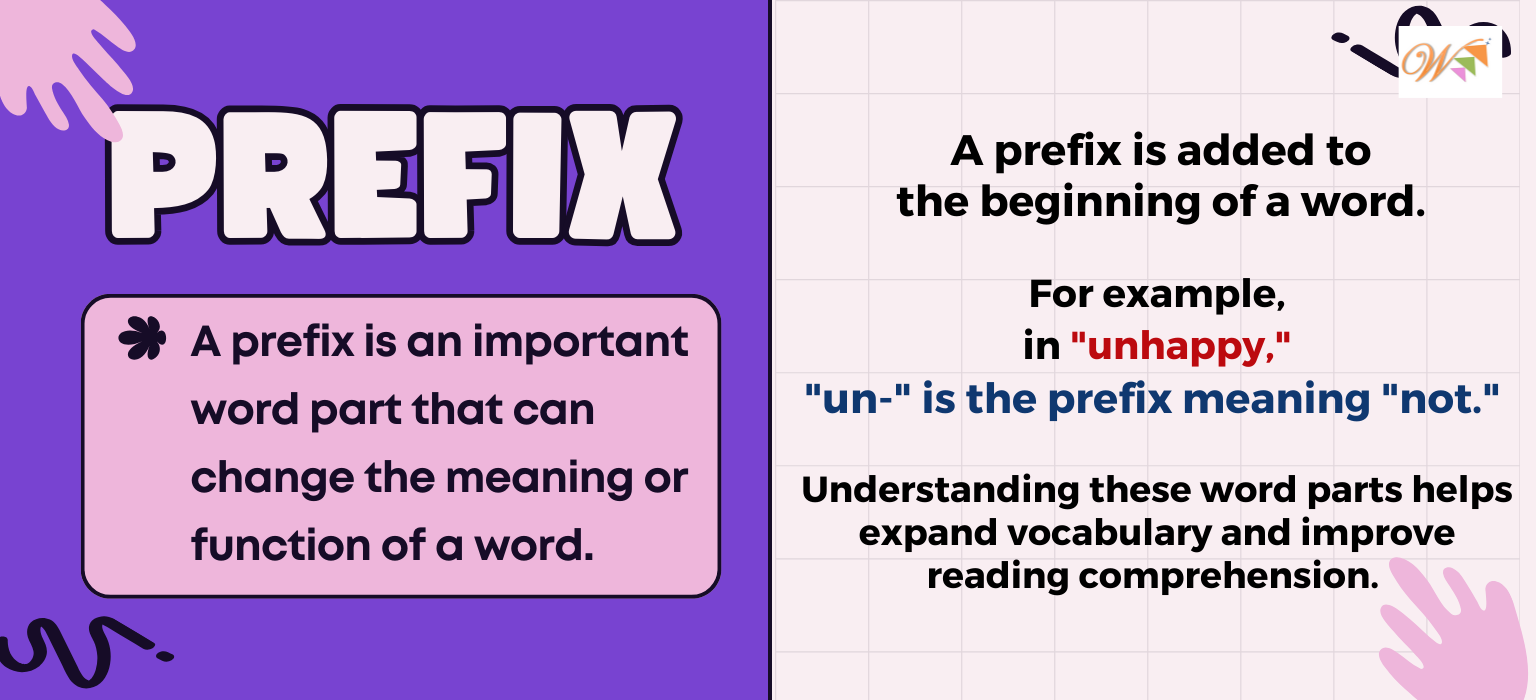 PREFIX
A prefix is an important
word part that can
change the meaning or
function of a word.
W
A prefix is added to
the beginning of a word.
For example,
in "unhappy,"
"un-" is the prefix meaning "not."
Understanding these word parts helps
expand vocabulary and improve
reading comprehension.